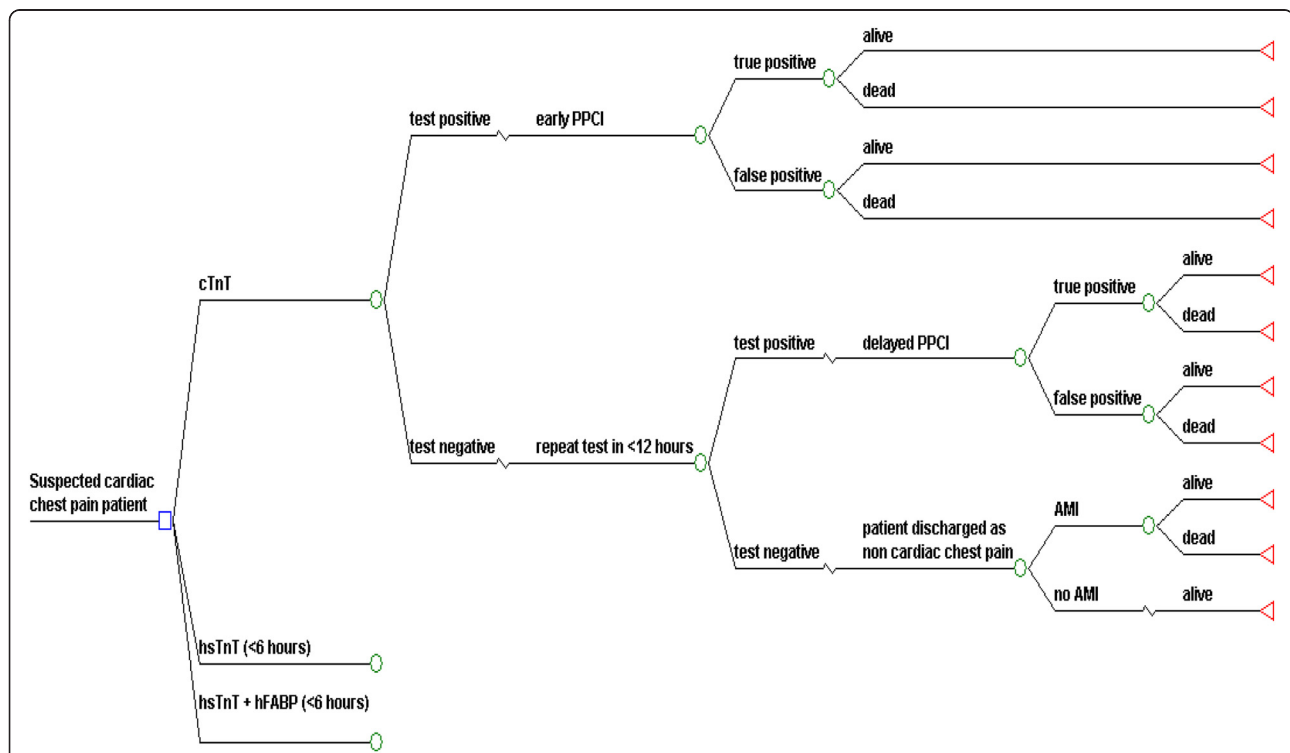 alive
true positive
dead
test positive early PPCI
alive
false positive
dead
alive
cTnT
true positive
dead
test positive delayed PPCI
alive
false positive
dead
test negative repeat test in <12 hours
Suspected cardiac
chest pain patient
alive
AMI
patient discharged as
non cardiac chest pain
test negative
dead
no AMI alive
hsTnT (<6 hours)
hsTnT + hFABP (<6 hours)